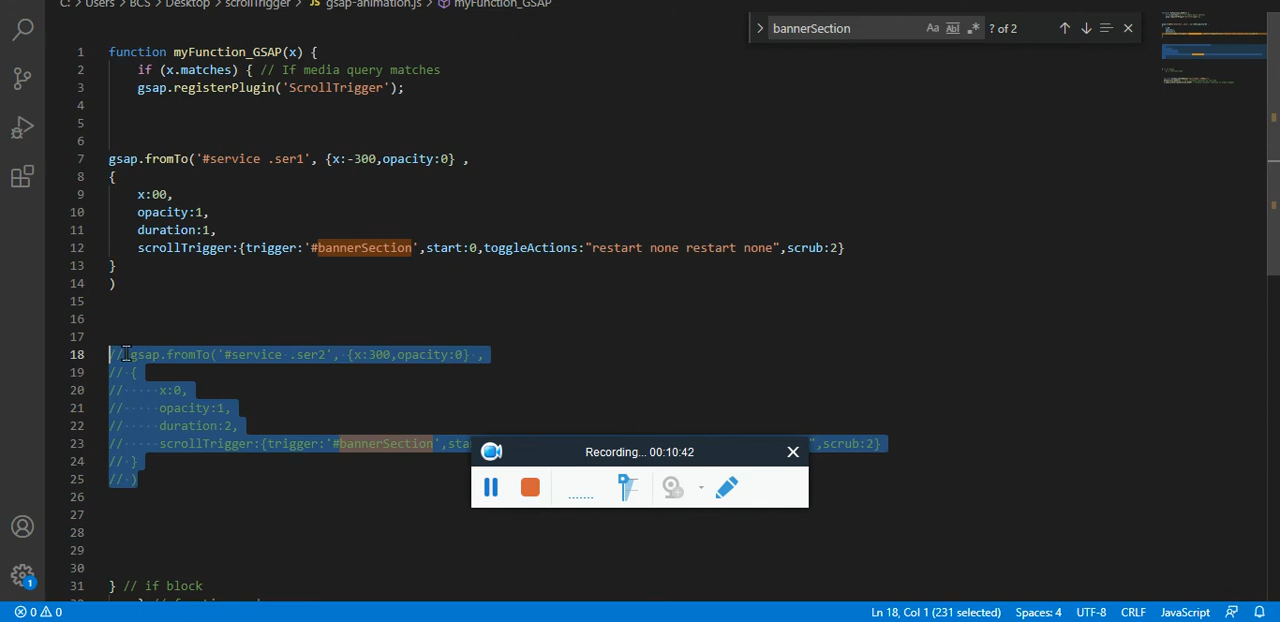 C: > Users > BCS > Desktop > scrollTrigger > JS gsap-animation.js > myFunction_GSAP
bannerSection Aa Abl .* ? of 2
1 function myFunction_GSAP(x) {
2 if (x.matches) { // If media query matches
3 gsap.registerPlugin('ScrollTrigger');
4
5
6
7 gsap.fromTo('#service .ser1', {x:-300,opacity:0} ,
8 {
9 x:00,
10 opacity:1,
11 duration:1,
12 scrollTrigger:{trigger:'#bannerSection',start:0,toggleActions:"restart none restart none",scrub:2}
13 }
14 )
15
16
17
18 // gsap.fromTo('#service .ser2', {x:300,opacity:0} ,
19 // {
20 // x:0,
21 // opacity:1,
22 // duration:2,
23 // scrollTrigger:{trigger:'#bannerSection',sta ",scrub:2}
24 // }
25 // )
Recording... 00:10:42
26
27
28
29
30
31 } // if block
1
0 0 Ln 18, Col 1 (231 selected) Spaces: 4 UTF-8 CRLF JavaScript